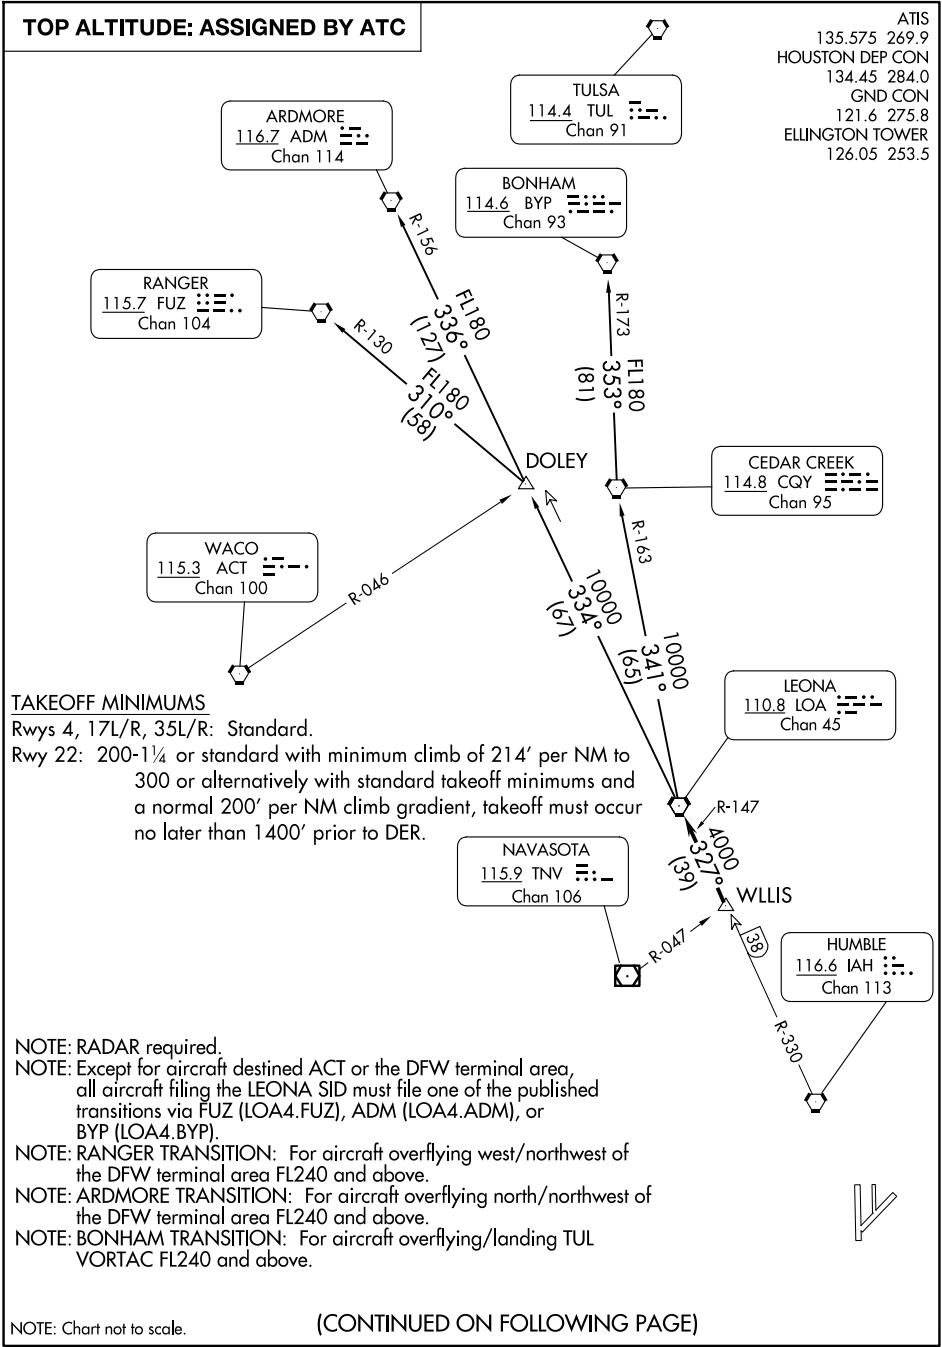 TOP ALTITUDE: ASSIGNED BY ATC
ATIS
135.575 269.9
HOUSTON DEP CON
134.45 284.0
GND CON
121.6 275.8
ELLINGTON TOWER
126.05 253.5
TULSA
114.4 TUL
Chan 91
ARDMORE
116.7 ADM
Chan 114
BONHAM
114.6 BYP
Chan 93
RANGER
115.7 FUZ
Chan 104
R-156
R-130
R-173
FL180
336°
(127)
FL180
310°
(58)
FL180
353°
(81)
DOLEY
CEDAR CREEK
114.8 CQY
Chan 95
R-163
WACO
115.3 ACT
Chan 100
R-046
10000
334°
(67)
10000
341°
(65)
LEONA
110.8 LOA
Chan 45
TAKEOFF MINIMUMS
Rwys 4, 17L/R, 35L/R: Standard.
Rwy 22: 200-1¼ or standard with minimum climb of 214' per NM to
300 or alternatively with standard takeoff minimums and
a normal 200' per NM climb gradient, takeoff must occur
no later than 1400' prior to DER.
R-147
4000
327°
(39)
NAVASOTA
115.9 TNV
Chan 106
WLLIS
R-047
38
HUMBLE
116.6 IAH
Chan 113
R-330
NOTE: RADAR required.
NOTE: Except for aircraft destined ACT or the DFW terminal area,
all aircraft filing the LEONA SID must file one of the published
transitions via FUZ (LOA4.FUZ), ADM (LOA4.ADM), or
BYP (LOA4.BYP).
NOTE: RANGER TRANSITION: For aircraft overflying west/northwest of
the DFW terminal area FL240 and above.
NOTE: ARDMORE TRANSITION: For aircraft overflying north/northwest of
the DFW terminal area FL240 and above.
NOTE: BONHAM TRANSITION: For aircraft overflying/landing TUL
VORTAC FL240 and above.
NOTE: Chart not to scale.
(CONTINUED ON FOLLOWING PAGE)